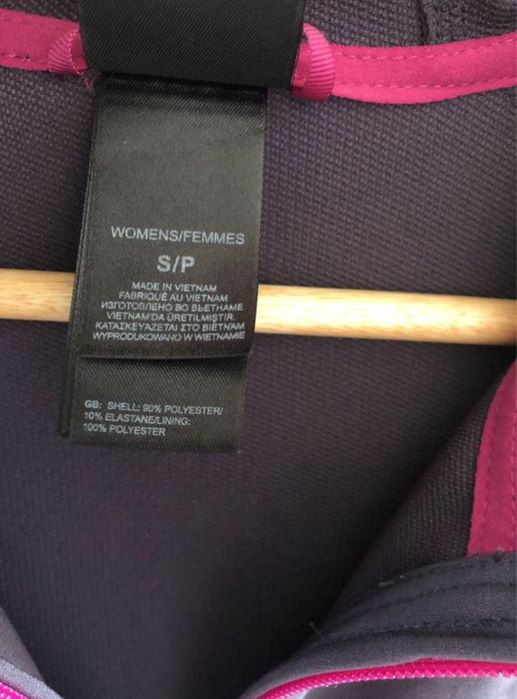 WOMENS/FEMMES
S/P
MADE IN VIETNAM
FABRIQUÉ AU VIETNAM
ИЗГОТОВЛЕНО ВО ВЬЕТНАМЕ
VIETNAM'DA ÜRETILMIŞTIR.
ΚΑΤΑΣΚΕΥΑΖΕΤΑΙ ΣΤΟ ΒΙΕΤΝΑΜ
WYPRODUKOWANO W WIETNAMIE
GB: SHELL: 90% POLYESTER/
10% ELASTANE/LINING:
100% POLYESTER